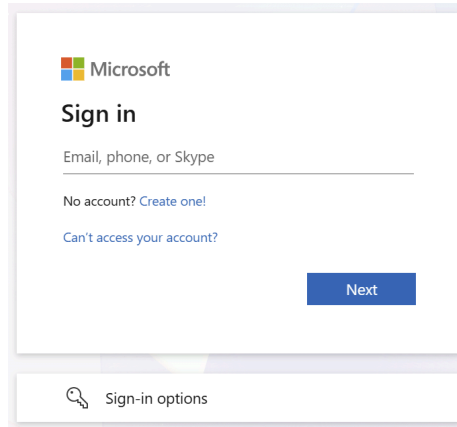 Microsoft
Sign in
Email, phone, or Skype
No account? Create one!
Can't access your account?
Next
Sign-in options